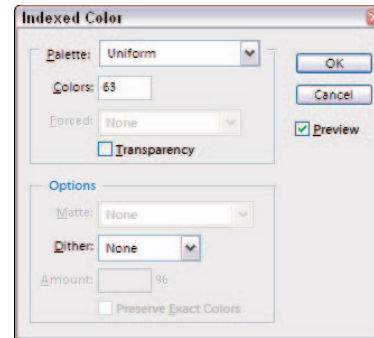 Indexed Color
Palette: Uniform
OK
Colors: 63
Cancel
Forced: None
Preview
Transparency
Options
Matte: None
Dither: None
Amount: %
Preserve Exact Colors